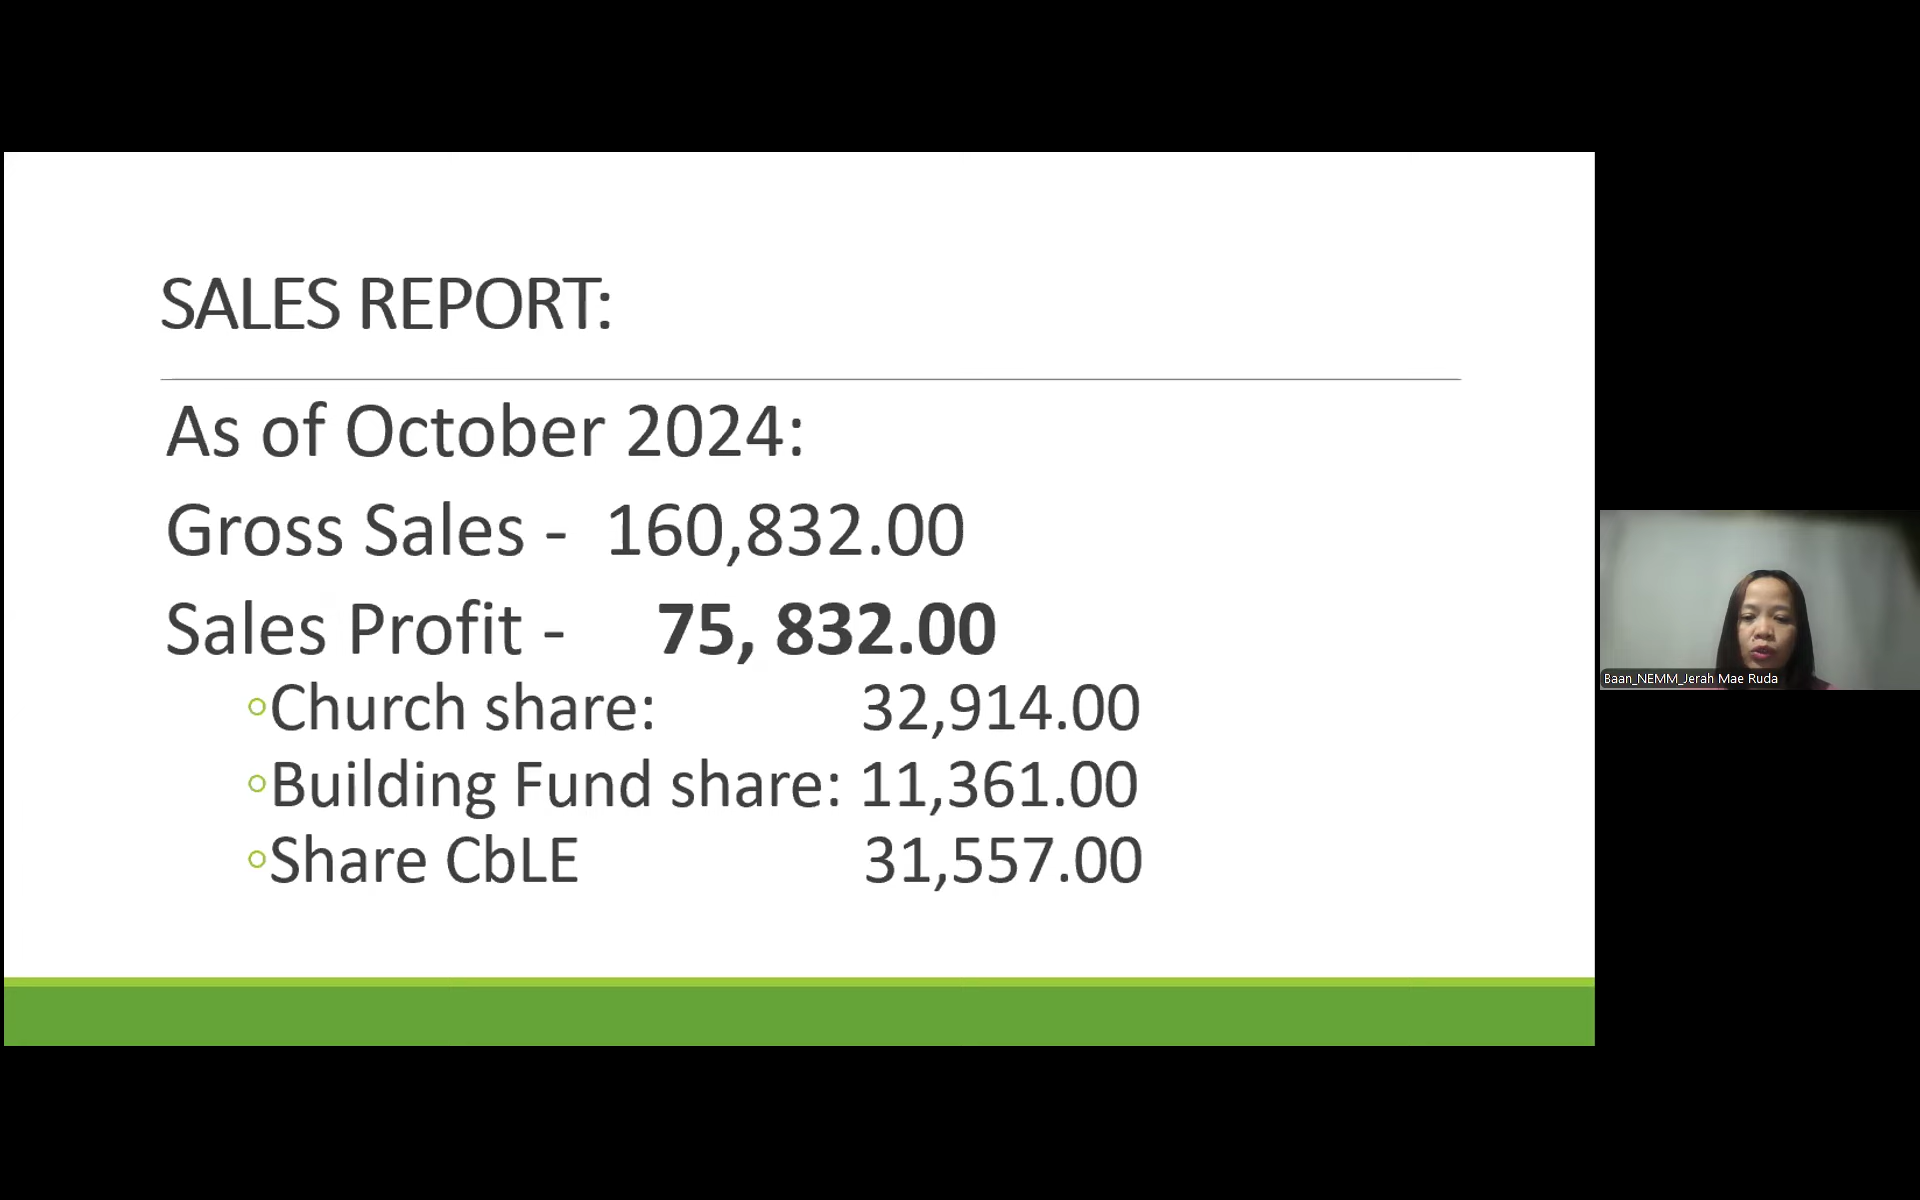 SALES REPORT:
As of October 2024:
Gross Sales - 160,832.00
Sales Profit - 75, 832.00
Church share: 32,914.00
Building Fund share: 11,361.00
Share CbLE 31,557.00
Baan_NEMM_Jerah Mae Ruda